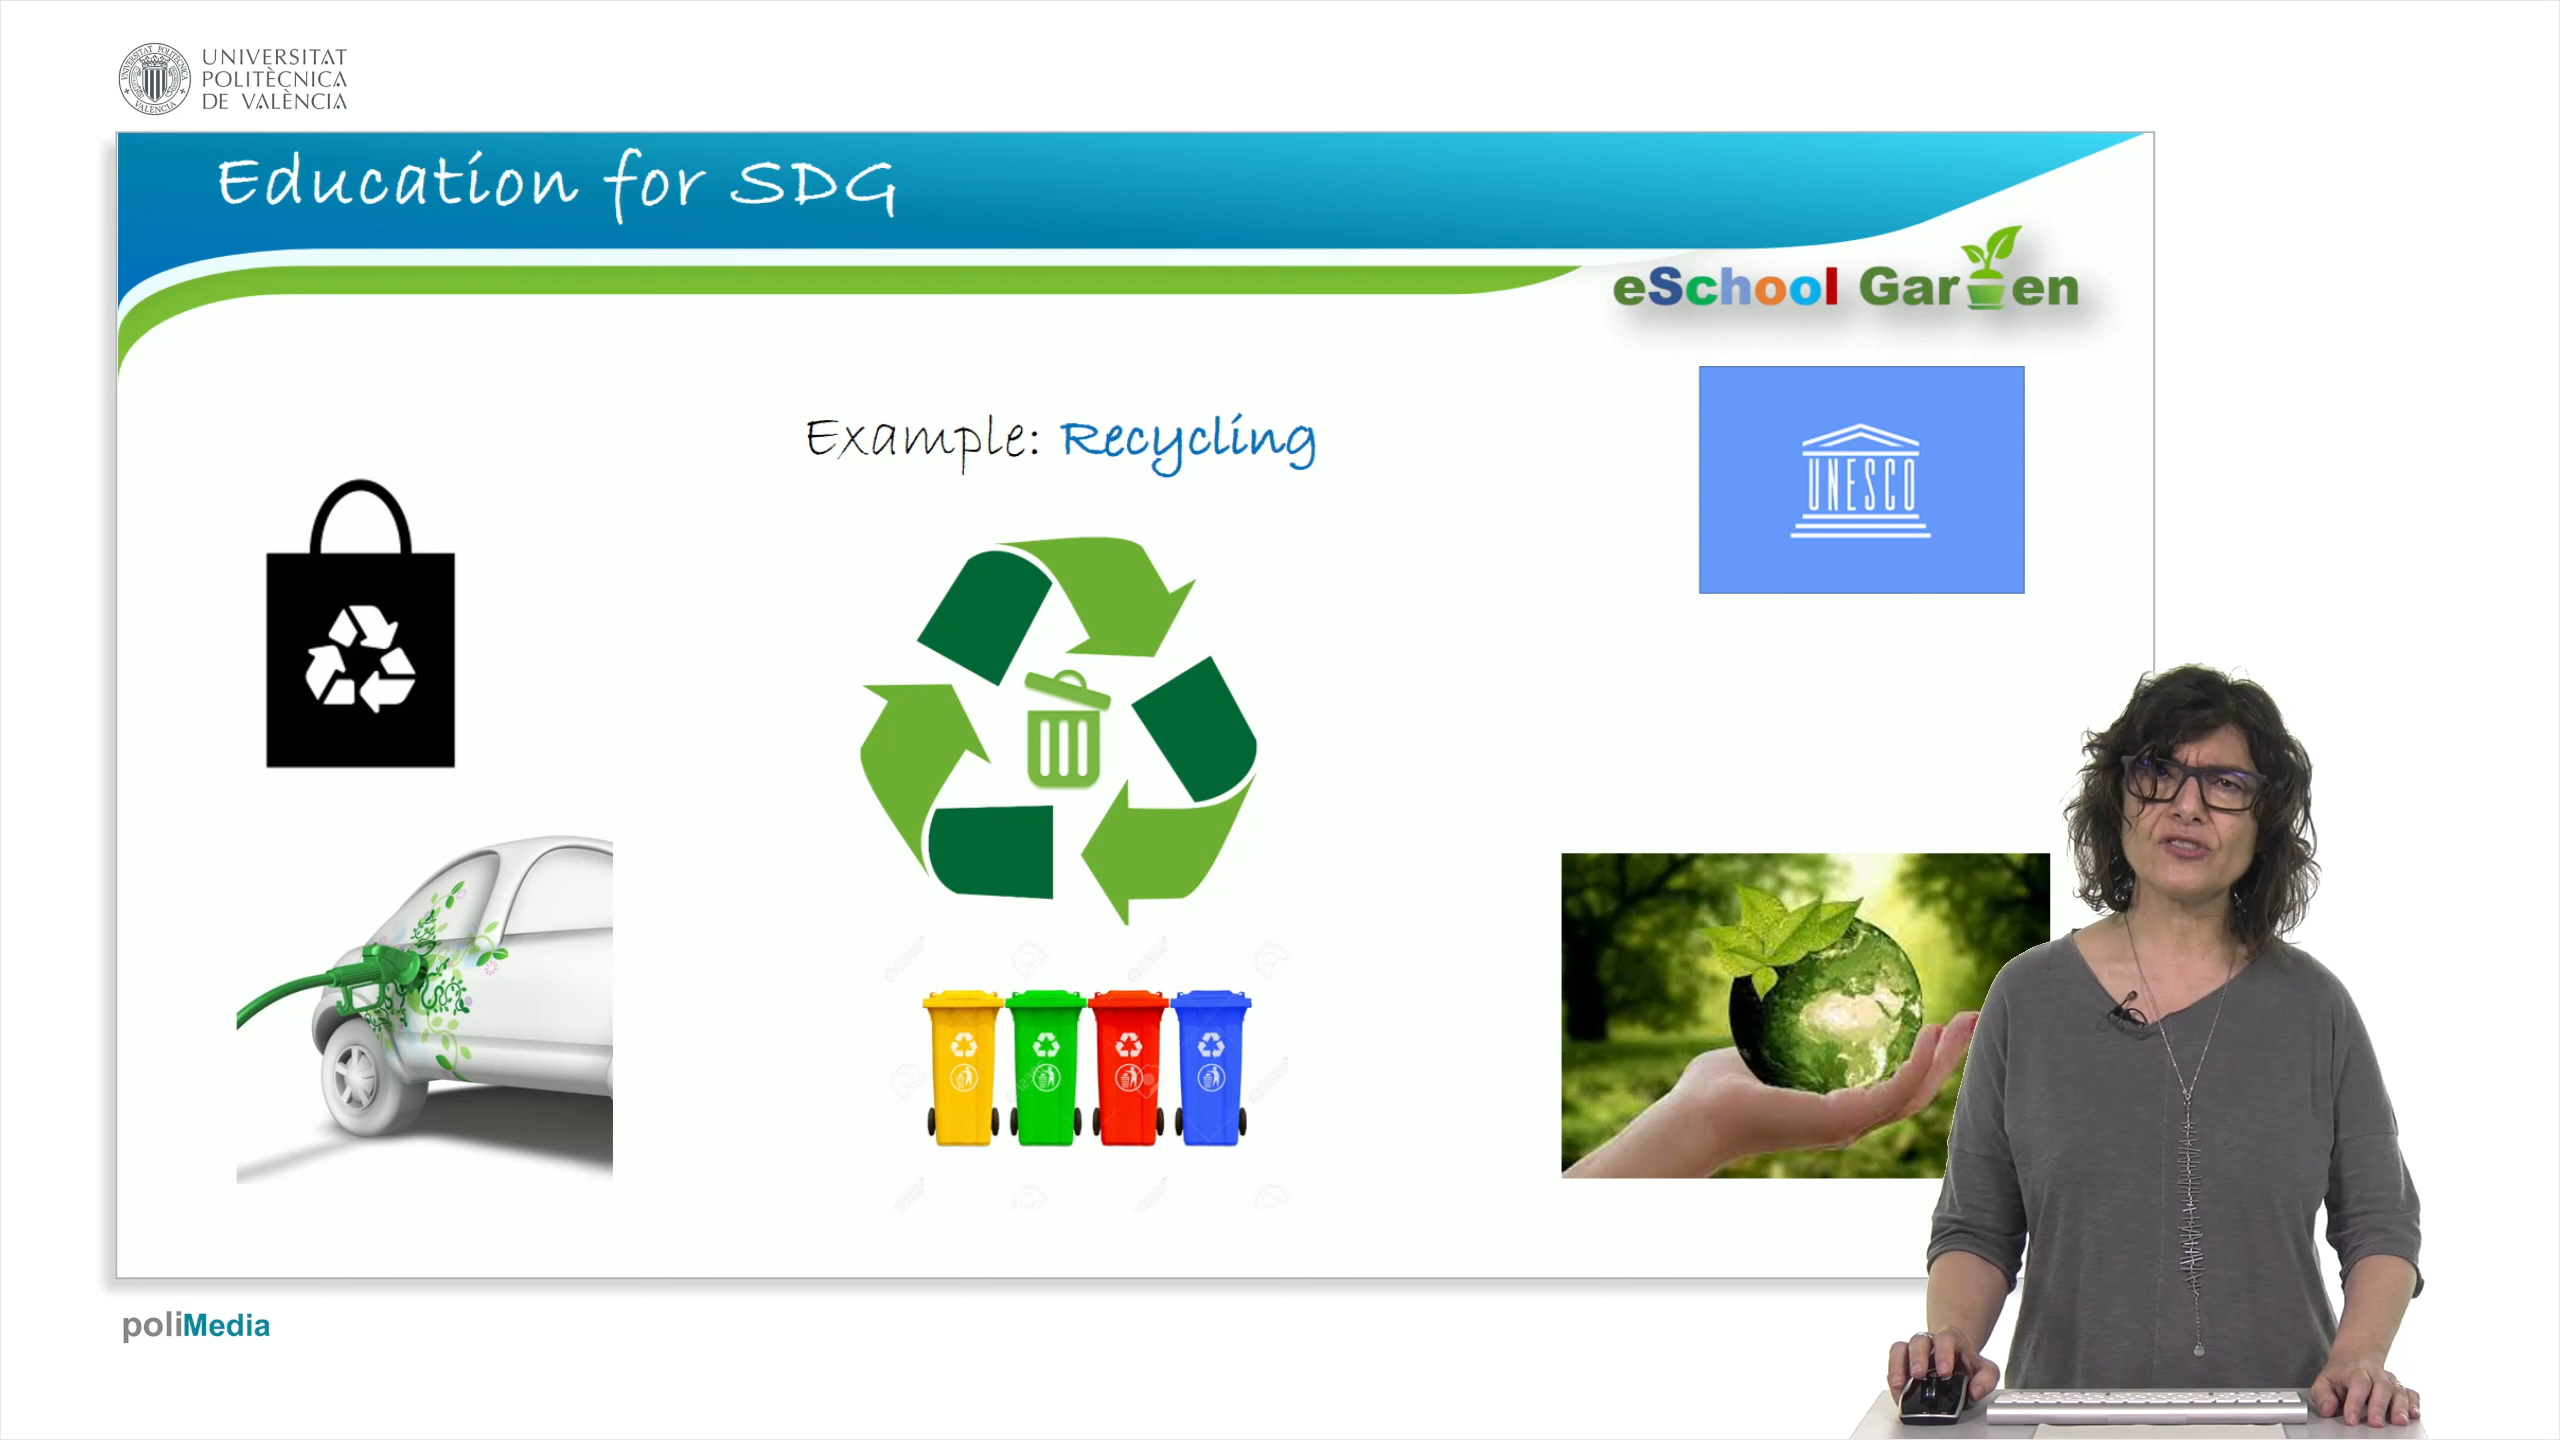 UNIVERSITAT
POLITÈCNICA
DE VALÈNCIA
Education for SDG
eSchool Garden
Example: Recycling
UNESCO
poliMedia